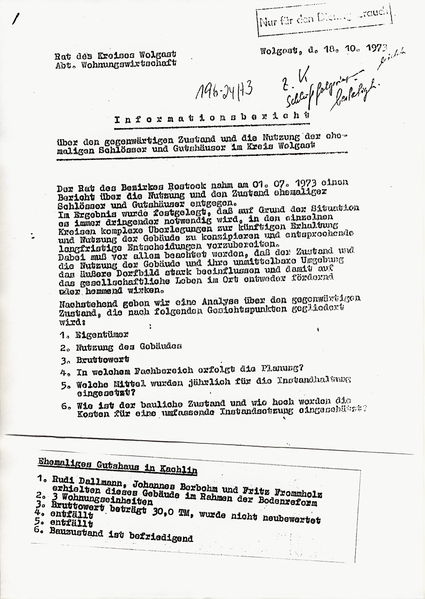 Nur für den Dienstgebrauch
Rat des Kreises Wolgast
Abt. Wohnungswirtschaft
Wolgast, d. 18. 10. 1973
196-24/73
z. K.
Informationsbericht
über den gegenwärtigen Zustand und die Nutzung der ehe-
maligen Schlösser und Gutshäuser im Kreis Wolgast
Der Rat des Bezirkes Rostock nahm am 01. 07. 1973 einen
Bericht über die Nutzung und den Zustand ehemaliger
Schlösser und Gutshäuser entgegen.
Im Ergebnis wurde festgelegt, daß auf Grund der Situation
es immer dringender notwendig wird, in den einzelnen
Kreisen komplexe Überlegungen zur künftigen Erhaltung
und Nutzung der Gebäude zu konzipieren und entsprechende
langfristige Entscheidungen vorzubereiten.
Dabei muß vor allem beachtet werden, daß der Zustand und
die Nutzung der Gebäude und ihre unmittelbare Umgebung
das äußere Dorfbild stark beeinflussen und damit auf
das gesellschaftliche Leben im Ort entweder fördernd
oder hemmend wirken.
Nachstehend geben wir eine Analyse über den gegenwärtigen
Zustand, die nach folgenden Gesichtspunkten gegliedert
wird:
1. Eigentümer
2. Nutzung des Gebäudes
3. Bruttowert
4. In welchem Fachbereich erfolgt die Planung?
5. Welche Mittel wurden jährlich für die Instandhaltung
eingesetzt?
6. Wie ist der bauliche Zustand und wie hoch werden die
Kosten für eine umfassende Instandsetzung eingeschätzt?
Ehemaliges Gutshaus in Kachlin
1. Rudi Dallmann, Johannes Borbohm und Fritz Frommholz
erhielten dieses Gebäude im Rahmen der Bodenreform
2. 3 Wohnungseinheiten
3. Bruttowert beträgt 30,0 TM, wurde nicht neubewertet
4. entfällt
5. entfällt
6. Bauzustand ist befriedigend